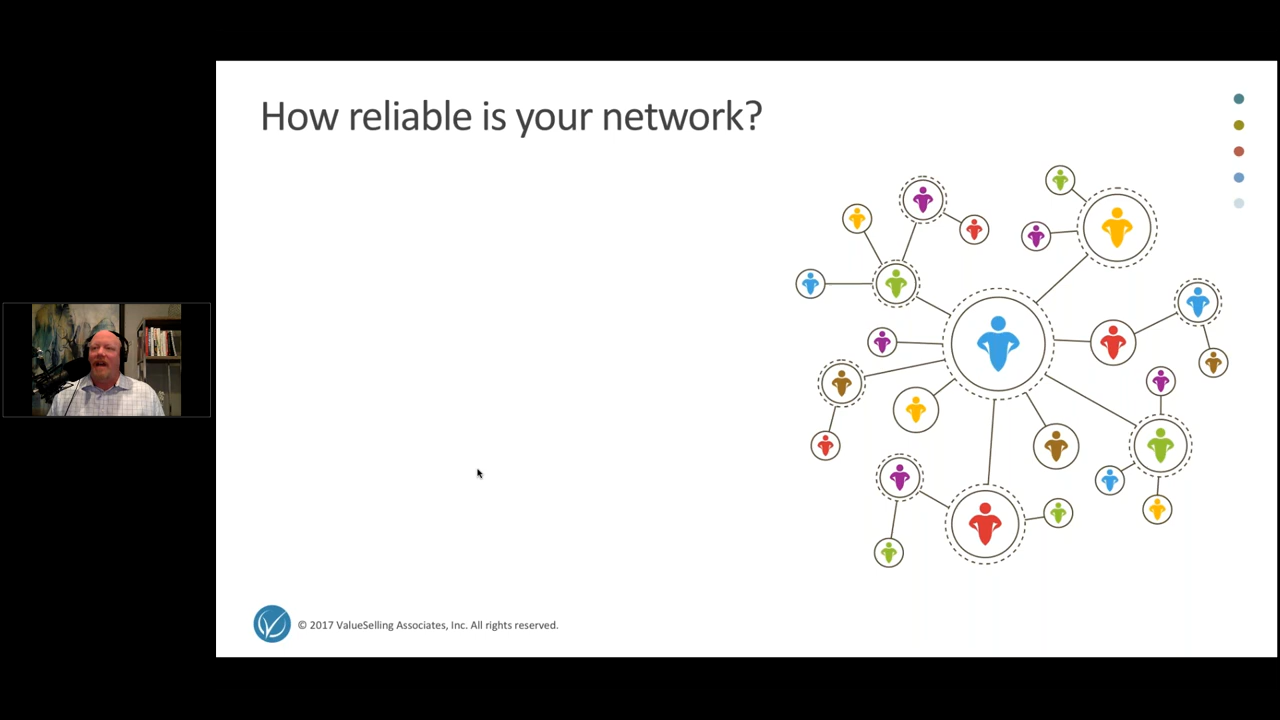 How reliable is your network?
© 2017 ValueSelling Associates, Inc. All rights reserved.